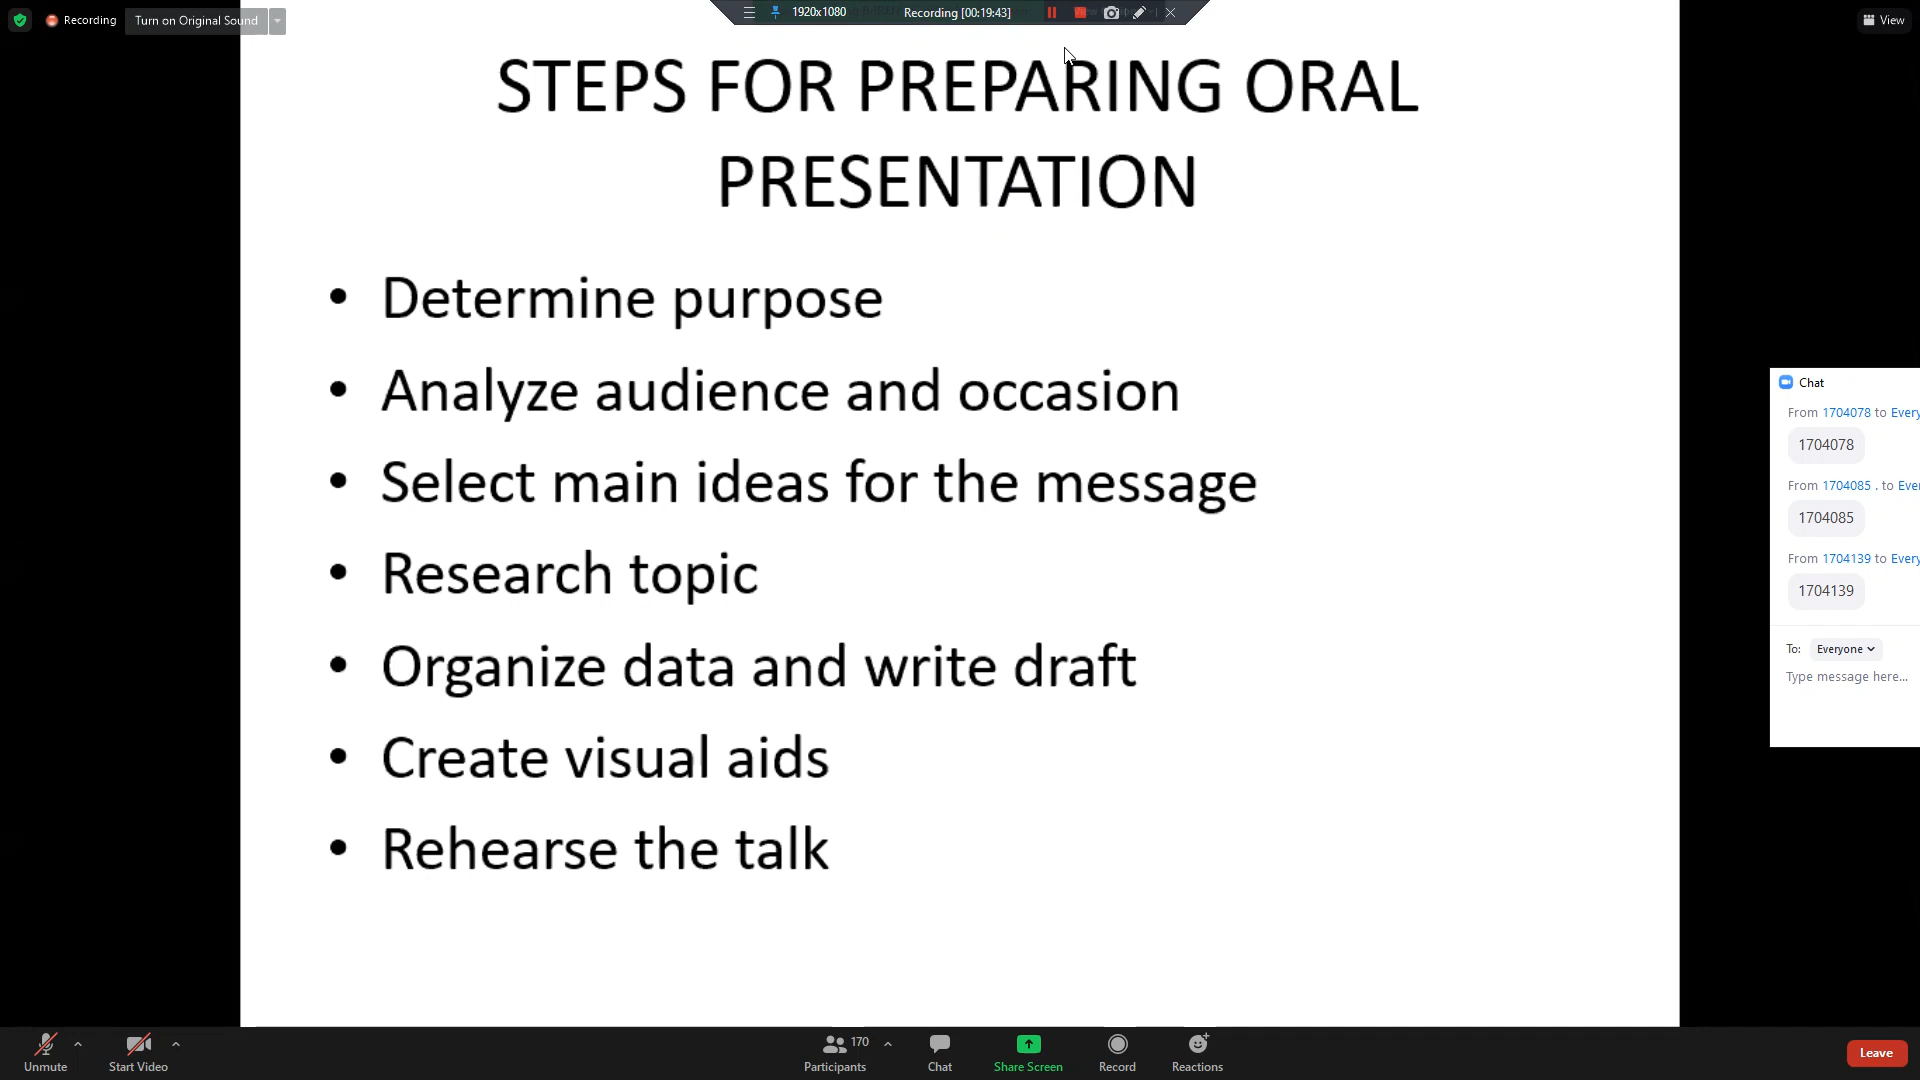 Recording
Turn on Original Sound
1920x1080
Recording [00:19:43]
View
STEPS FOR PREPARING ORAL
PRESENTATION
• Determine purpose
• Analyze audience and occasion
• Select main ideas for the message
• Research topic
• Organize data and write draft
• Create visual aids
• Rehearse the talk
Chat
From 1704078 to Every
1704078
From 1704085 . to Ever
1704085
From 1704139 to Every
1704139
To: Everyone
Type message here...
Unmute
Start Video
170
Participants
Chat
Share Screen
Record
Reactions
Leave